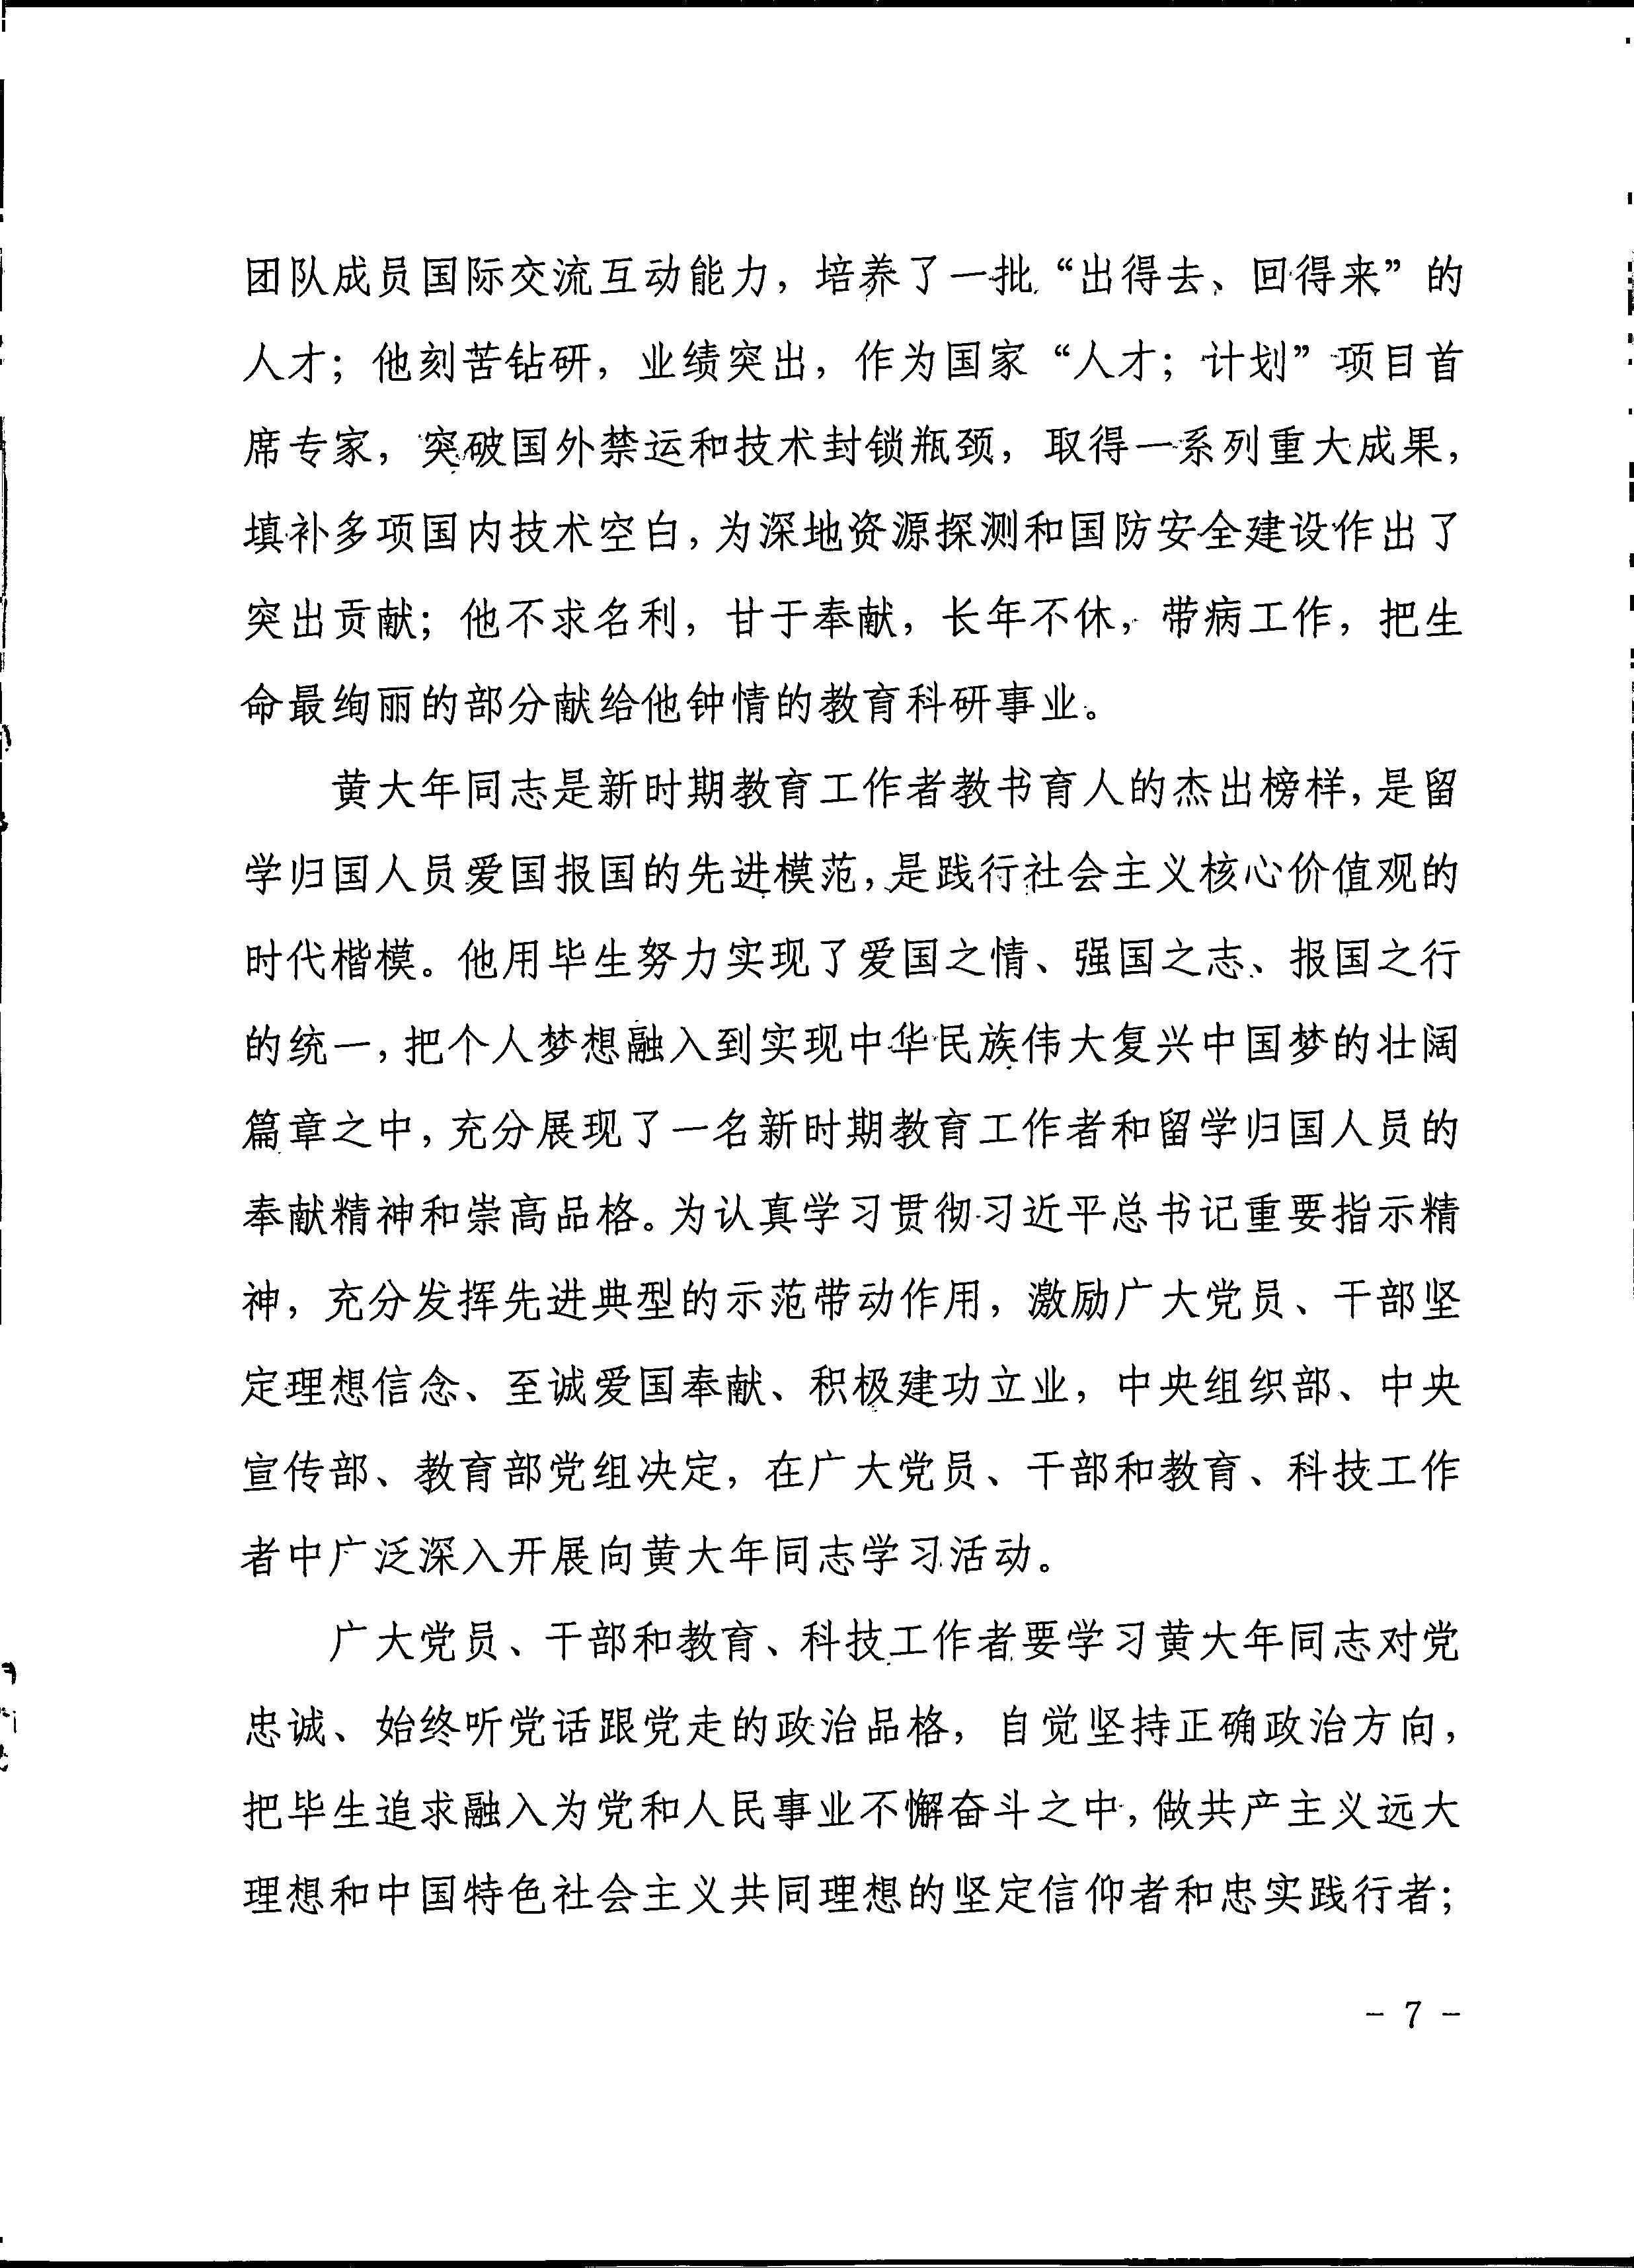 团队成员国际交流互动能力，培养了一批“出得去、回得来”的
人才；他刻苦钻研，业绩突出，作为国家“人才；计划”项目首
席专家，突破国外禁运和技术封锁瓶颈，取得一系列重大成果，
填补多项国内技术空白，为深地资源探测和国防安全建设作出了
突出贡献；他不求名利，甘于奉献，长年不休，带病工作，把生
命最绚丽的部分献给他钟情的教育科研事业。
黄大年同志是新时期教育工作者教书育人的杰出榜样，是留
学归国人员爱国报国的先进模范，是践行社会主义核心价值观的
时代楷模。他用毕生努力实现了爱国之情、强国之志、报国之行
的统一，把个人梦想融入到实现中华民族伟大复兴中国梦的壮阔
篇章之中，充分展现了一名新时期教育工作者和留学归国人员的
奉献精神和崇高品格。为认真学习贯彻习近平总书记重要指示精
神，充分发挥先进典型的示范带动作用，激励广大党员、干部坚
定理想信念、至诚爱国奉献、积极建功立业，中央组织部、中央
宣传部、教育部党组决定，在广大党员、干部和教育、科技工作
者中广泛深入开展向黄大年同志学习活动。
广大党员、干部和教育、科技工作者要学习黄大年同志对党
忠诚、始终听党话跟党走的政治品格，自觉坚持正确政治方向，
把毕生追求融入为党和人民事业不懈奋斗之中，做共产主义远大
理想和中国特色社会主义共同理想的坚定信仰者和忠实践行者；
- 7 -